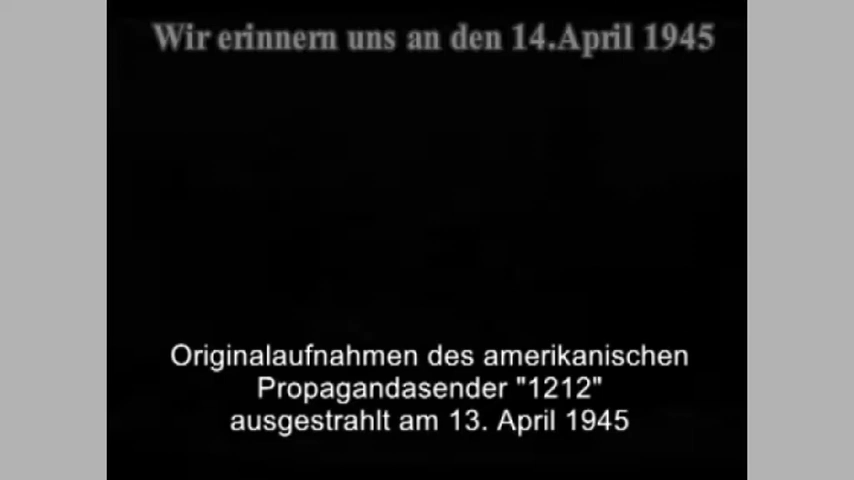 Wir erinnern uns an den 14.April 1945
Originalaufnahmen des amerikanischen
Propagandasender "1212"
ausgestrahlt am 13. April 1945